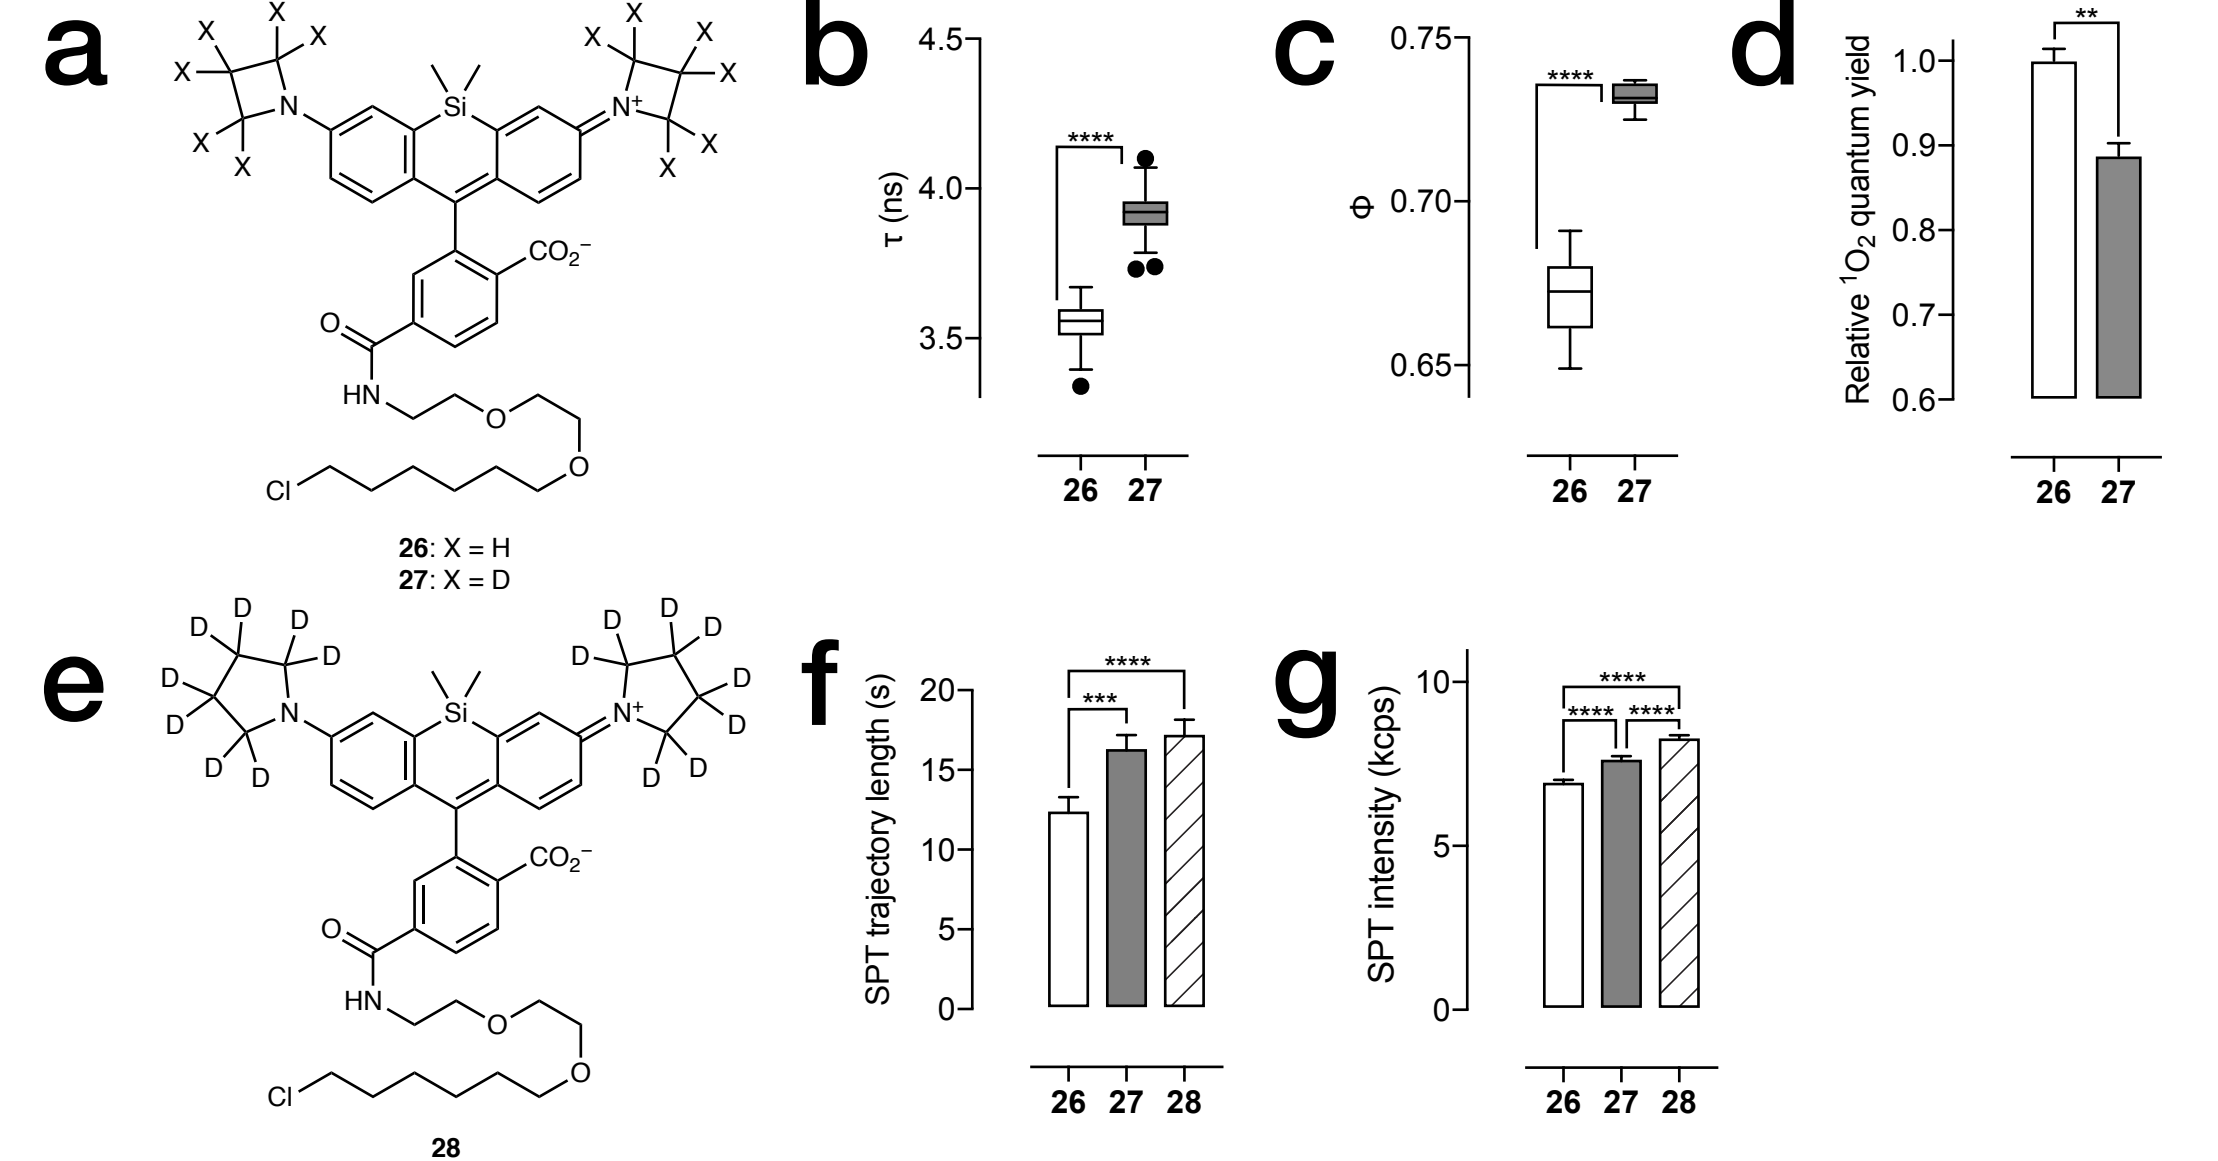 a
X
X
X
X
X
X
N
Si
N+
X
X
X
X
X
X
CO2−
O
HN
O
O
Cl
26: X = H
27: X = D
b
τ (ns)
4.5
4.0
3.5
****
26 27
c
Φ
0.75
0.70
0.65
****
26 27
d
Relative 1O2 quantum yield
1.0
0.9
0.8
0.7
0.6
**
26 27
e
D
D
D
D
D
D
D
D
N
Si
N+
D
D
D
D
D
D
D
D
CO2−
O
HN
O
O
Cl
28
f
SPT trajectory length (s)
20
15
10
5
0
****
***
26 27 28
g
SPT intensity (kcps)
10
5
0
****
**** ****
26 27 28